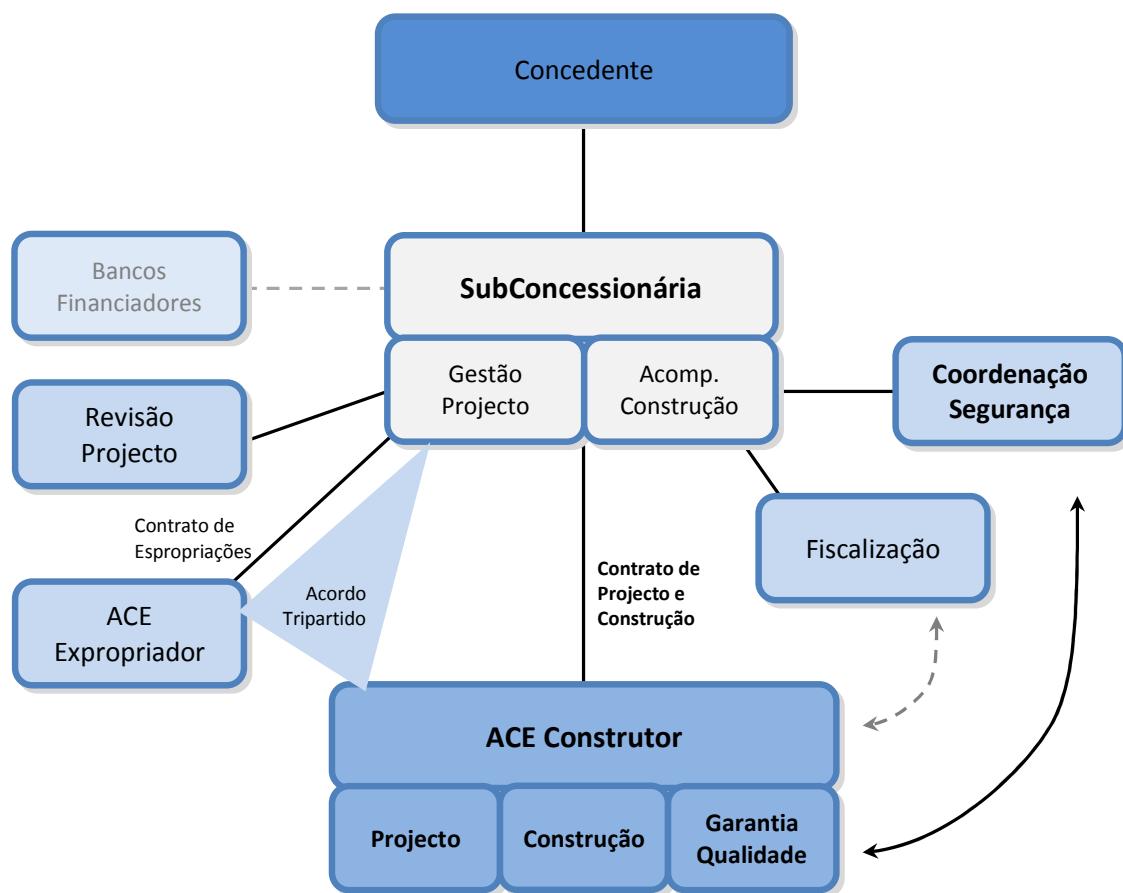 Concedente
Bancos
Financiadores
SubConcessionária
Gestão
Projecto
Acomp.
Construção
Coordenação
Segurança
Revisão
Projecto
Contrato de
Espropriações
Fiscalização
Acordo
Tripartido
Contrato de
Projecto e
Construção
ACE
Expropriador
ACE Construtor
Projecto
Construção
Garantia
Qualidade